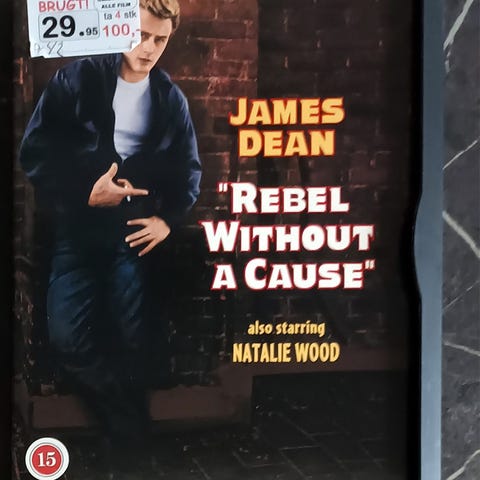 BRUGT!
ALLE FILM
29.95
ta 4 stk
100,-
JAMES
DEAN
"REBEL
WITHOUT
A CAUSE"
also starring
NATALIE WOOD
15